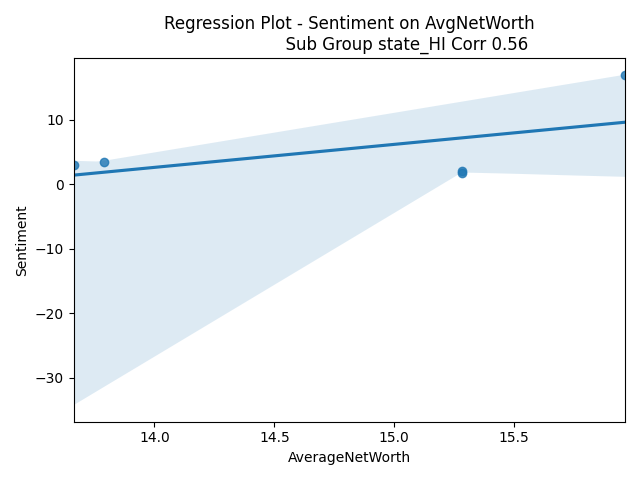 Regression Plot - Sentiment on AvgNetWorth
Sub Group state_HI Corr 0.56
10
0
−10
−20
−30
Sentiment
14.0 14.5 15.0 15.5
AverageNetWorth